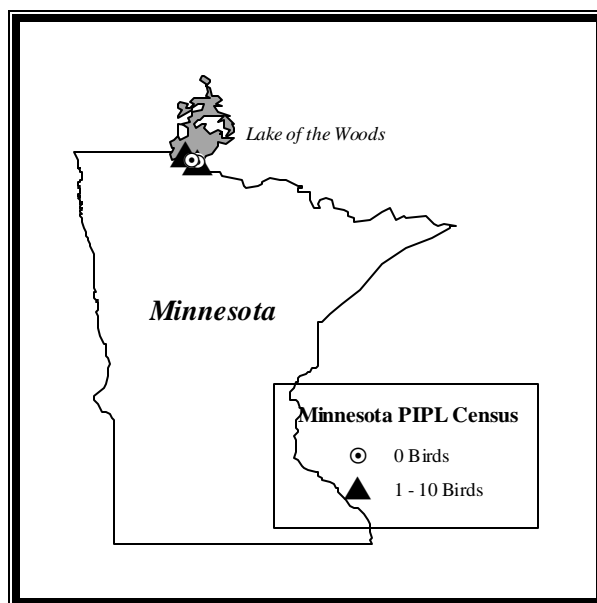 Lake of the Woods
Minnesota
Minnesota PIPL Census
0 Birds
1 - 10 Birds